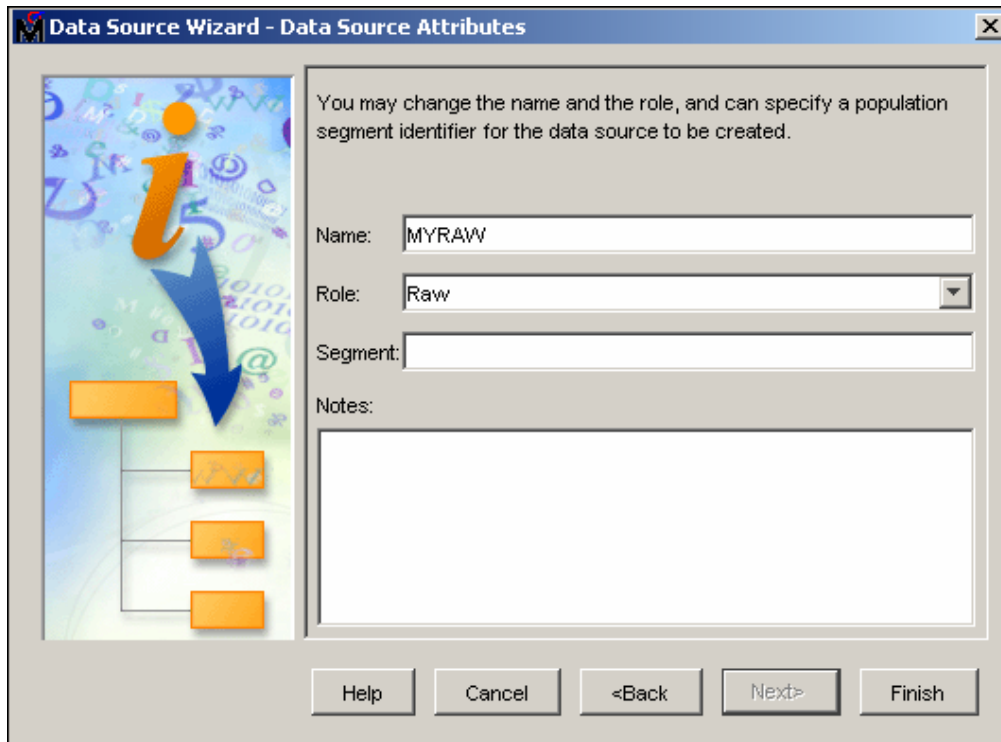 Data Source Wizard - Data Source Attributes
You may change the name and the role, and can specify a population
segment identifier for the data source to be created.
Name: MYRAW
Role: Raw
Segment:
Notes:
Help Cancel <Back Next> Finish